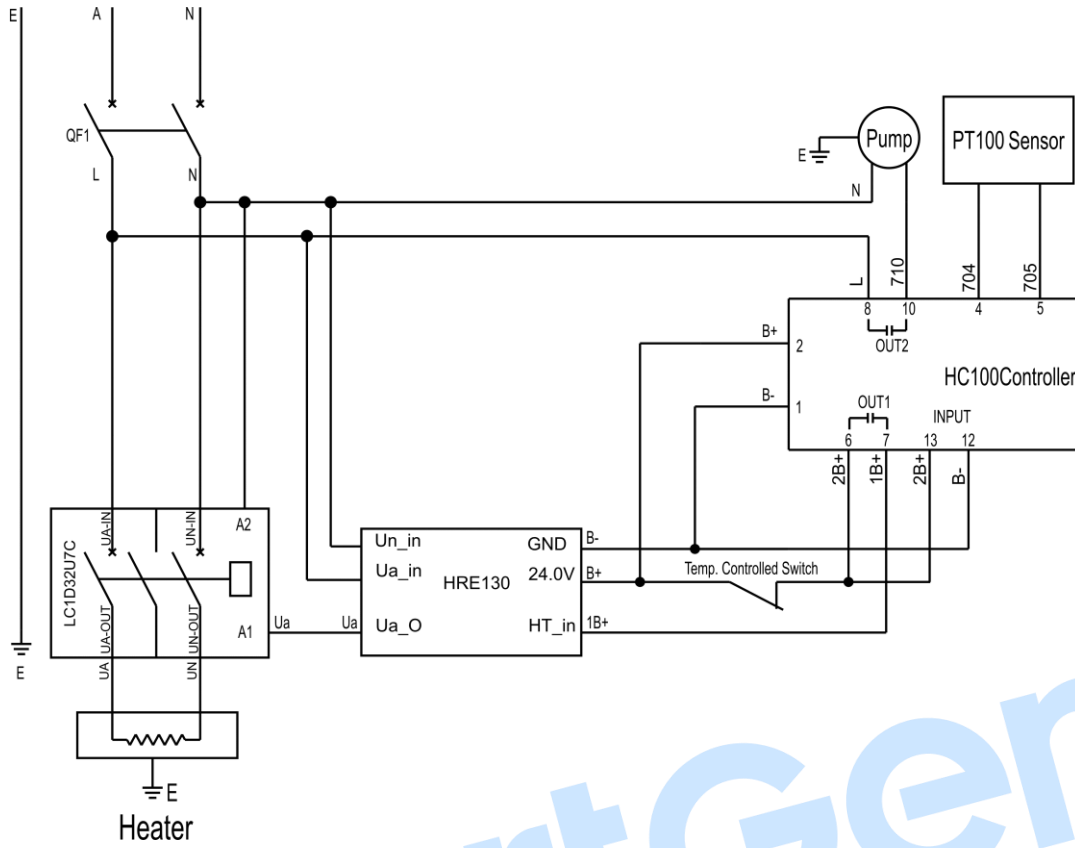 E
A
N
QF1
L
N
Pump
E
N
PT100 Sensor
L
710
704
705
8
10
4
5
OUT2
B+
2
HC100Controller
B-
1
OUT1
INPUT
6
7
13
12
2B+
1B+
2B+
B-
UA-IN
UN-IN
A2
LC1D32U7C
UA-OUT
UN-OUT
A1
Ua
Ua
Un_in
Ua_in
Ua_O
HRE130
GND
24.0V
HT_in
B-
B+
1B+
Temp. Controlled Switch
E
UA
UN
E
Heater
rtGen